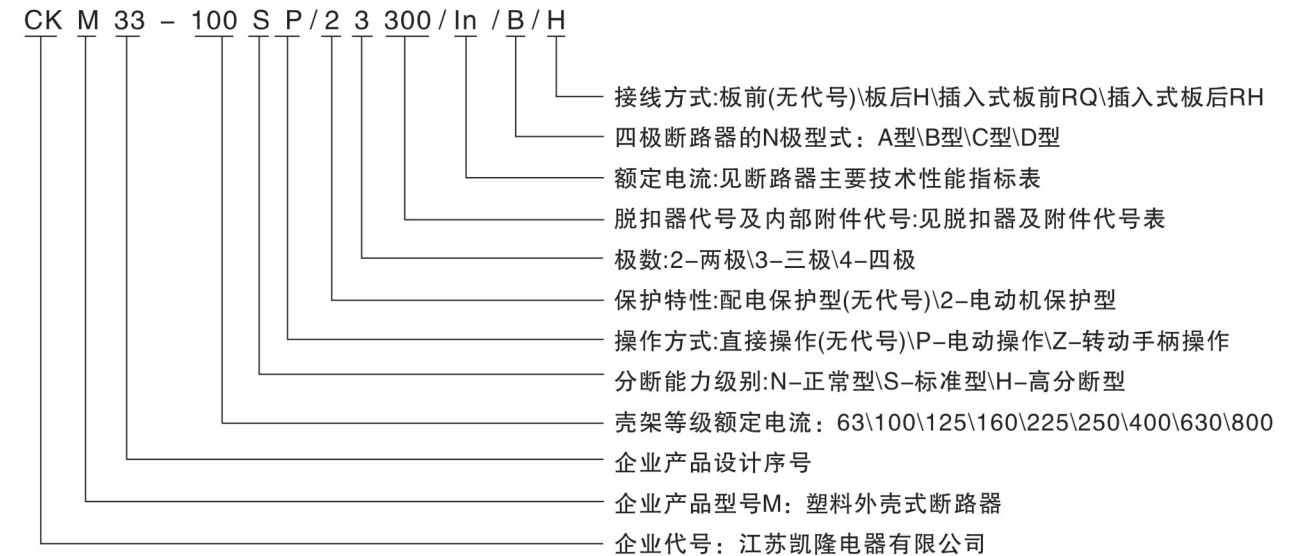 CK M 33 - 100 S P / 2 3 300 / In / B / H
接线方式:板前(无代号)\板后H\插入式板前RQ\插入式板后RH
四极断路器的N极型式：A型\B型\C型\D型
额定电流:见断路器主要技术性能指标表
脱扣器代号及内部附件代号:见脱扣器及附件代号表
极数:2-两极\3-三极\4-四极
保护特性:配电保护型(无代号)\2-电动机保护型
操作方式:直接操作(无代号)\P-电动操作\Z-转动手柄操作
分断能力级别:N-正常型\S-标准型\H-高分断型
壳架等级额定电流：63\100\125\160\225\250\400\630\800
企业产品设计序号
企业产品型号M：塑料外壳式断路器
企业代号：江苏凯隆电器有限公司